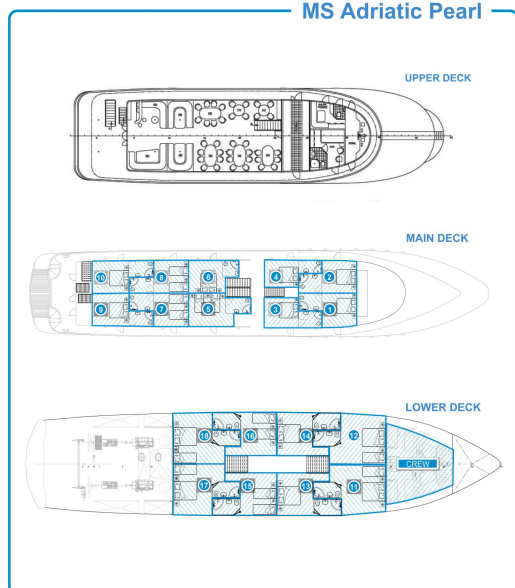 MS Adriatic Pearl
UPPER DECK
MAIN DECK
10 8 6 4 2
9 7 5 3 1
LOWER DECK
18 16 14 12
CREW
17 15 13 11